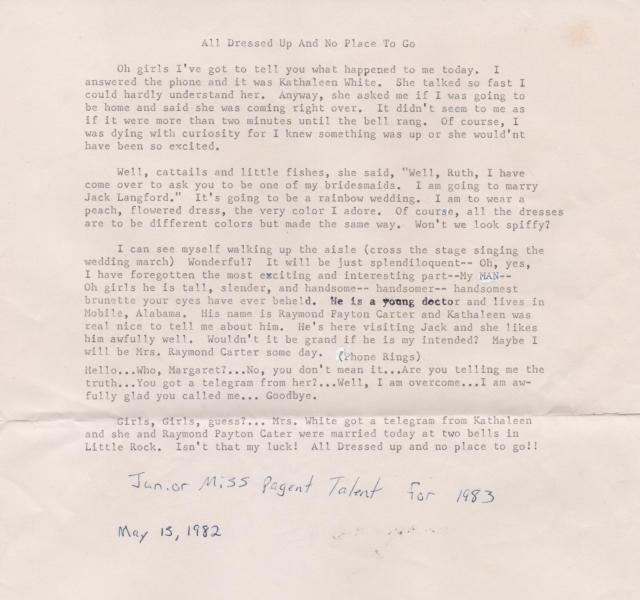 All Dressed Up And No Place To Go
Oh girls I've got to tell you what happened to me today. I
answered the phone and it was Kathaleen White. She talked so fast I
could hardly understand her. Anyway, she asked me if I was going to
be home and said she was coming right over. It didn't seem to me as
if it were more than two minutes until the bell rang. Of course, I
was dying with curiosity for I knew something was up or she would'nt
have been so excited.
Well, cattails and little fishes, she said, "Well, Ruth, I have
come over to ask you to be one of my bridesmaids. I am going to marry
Jack Langford." It's going to be a rainbow wedding. I am to wear a
peach, flowered dress, the very color I adore. Of course, all the dresses
are to be different colors but made the same way. Won't we look spiffy?
I can see myself walking up the aisle (cross the stage singing the
wedding march) Wonderful? It will be just splendiloquent-- Oh, yes,
I have foregotten the most exciting and interesting part--My MAN--
Oh girls he is tall, slender, and handsome-- handsomer-- handsomest
brunette your eyes have ever beheld. He is a young doctor and lives in
Mobile, Alabama. His name is Raymond Payton Carter and Kathaleen was
real nice to tell me about him. He's here visiting Jack and she likes
him awfully well. Wouldn't it be grand if he is my intended? Maybe I
will be Mrs. Raymond Carter some day. (Phone Rings)
Hello...Who, Margaret?...No, you don't mean it...Are you telling me the
truth...You got a telegram from her?...Well, I am overcome...I am aw-
fully glad you called me... Goodbye.
Girls, Girls, guess?... Mrs. White got a telegram from Kathaleen
and she and Raymond Payton Cater were married today at two bells in
Little Rock. Isn't that my luck! All Dressed up and no place to go!!
Junior Miss Pagent Talent for 1983
May 15, 1982